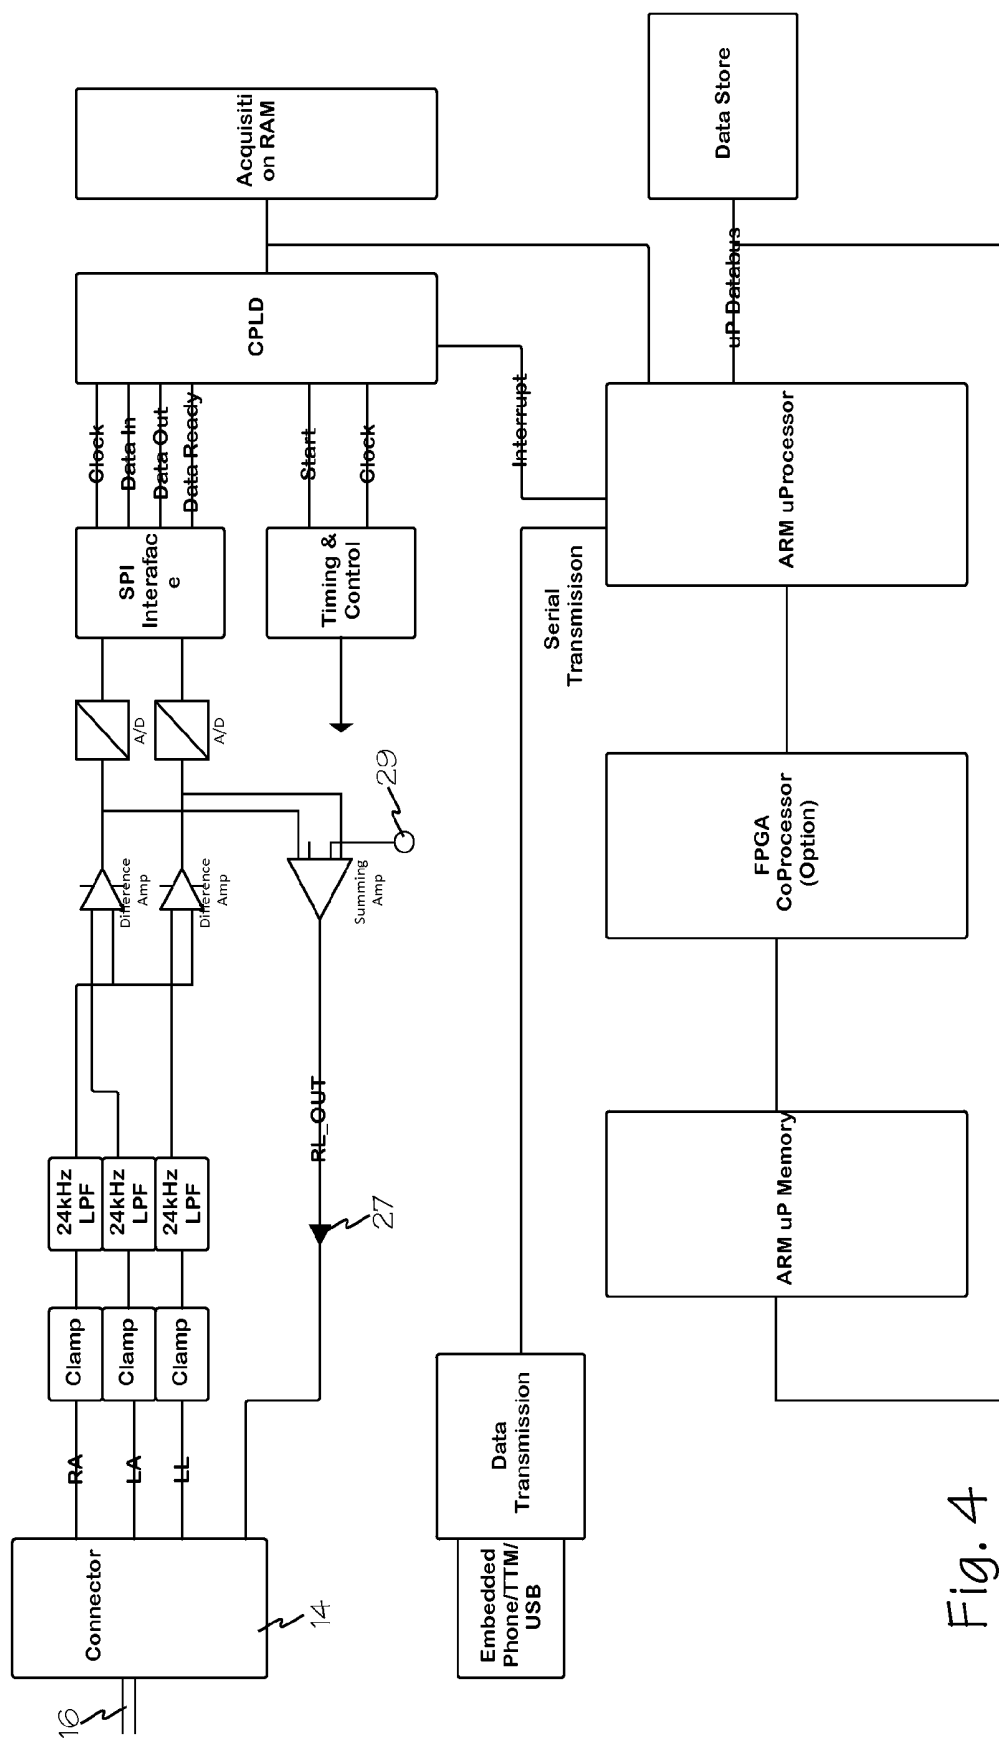 16
Connector
14
RA
LA
LL
Clamp
Clamp
Clamp
24kHz
LPF
24kHz
LPF
24kHz
LPF
Difference
Amp
Difference
Amp
A/D
A/D
SPI
Interafac
e
Clock
Data In
Data Out
Data Ready
CPLD
Acquisiti
on RAM
27
RL_OUT
Summing
Amp
29
Timing &
Control
Start
Clock
Interrupt
Embedded
Phone/TTM/
USB
Data
Transmission
Serial
Transmisison
ARM uP Memory
FPGA
CoProcessor
(Option)
ARM uProcessor
uP Databus
Data Store
Fig. 4